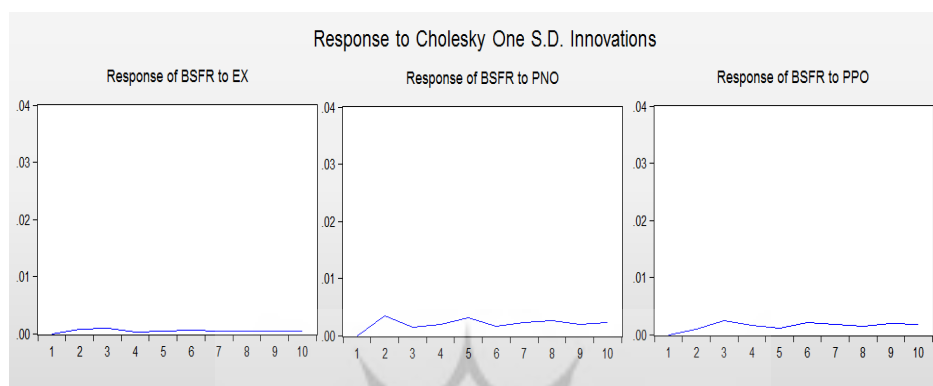 Response to Cholesky One S.D. Innovations
Response of BSFR to EX
Response of BSFR to PNO
Response of BSFR to PPO
.04
.03
.02
.01
.00
1 2 3 4 5 6 7 8 9 10
.04
.03
.02
.01
.00
1 2 3 4 5 6 7 8 9 10
.04
.03
.02
.01
.00
1 2 3 4 5 6 7 8 9 10